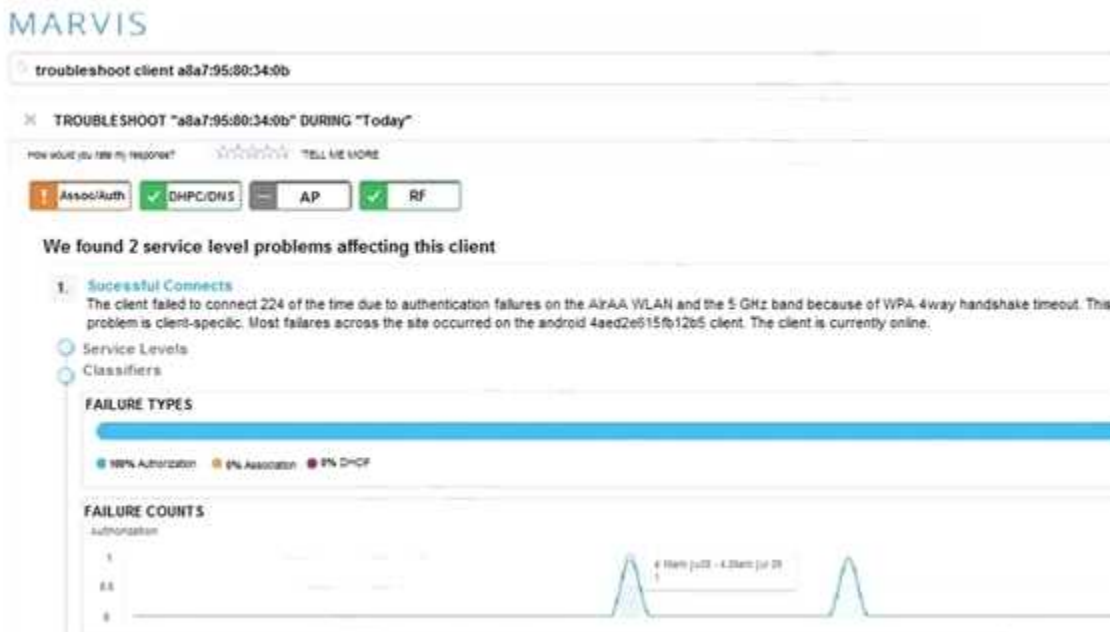 MARVIS
troubleshoot client a8a7:95:80:34:0b
TROUBLESHOOT "a8a7:95:80:34:0b" DURING "Today"
How would you rate my response? TELL ME MORE
Assoc/Auth DHPC/DNS AP RF
We found 2 service level problems affecting this client
1. Sucessful Connects
The client failed to connect 224 of the time due to authentication failures on the AirAA WLAN and the 5 GHz band because of WPA 4way handshake timeout. This
problem is client-specific. Most failares across the site occurred on the android 4aed2e615fb12b5 client. The client is currently online.
Service Levels
Classifiers
FAILURE TYPES
100% Authorization 0% Association 0% DHCP
FAILURE COUNTS
Authorization
1
0.5
0
1